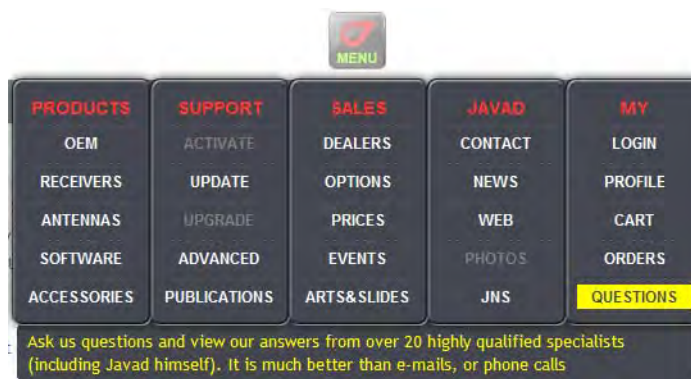 MENU
PRODUCTS SUPPORT SALES JAVAD MY
OEM ACTIVATE DEALERS CONTACT LOGIN
RECEIVERS UPDATE OPTIONS NEWS PROFILE
ANTENNAS UPGRADE PRICES WEB CART
SOFTWARE ADVANCED EVENTS PHOTOS ORDERS
ACCESSORIES PUBLICATIONS ARTS&SLIDES JNS QUESTIONS
Ask us questions and view our answers from over 20 highly qualified specialists
(including Javad himself). It is much better than e-mails, or phone calls